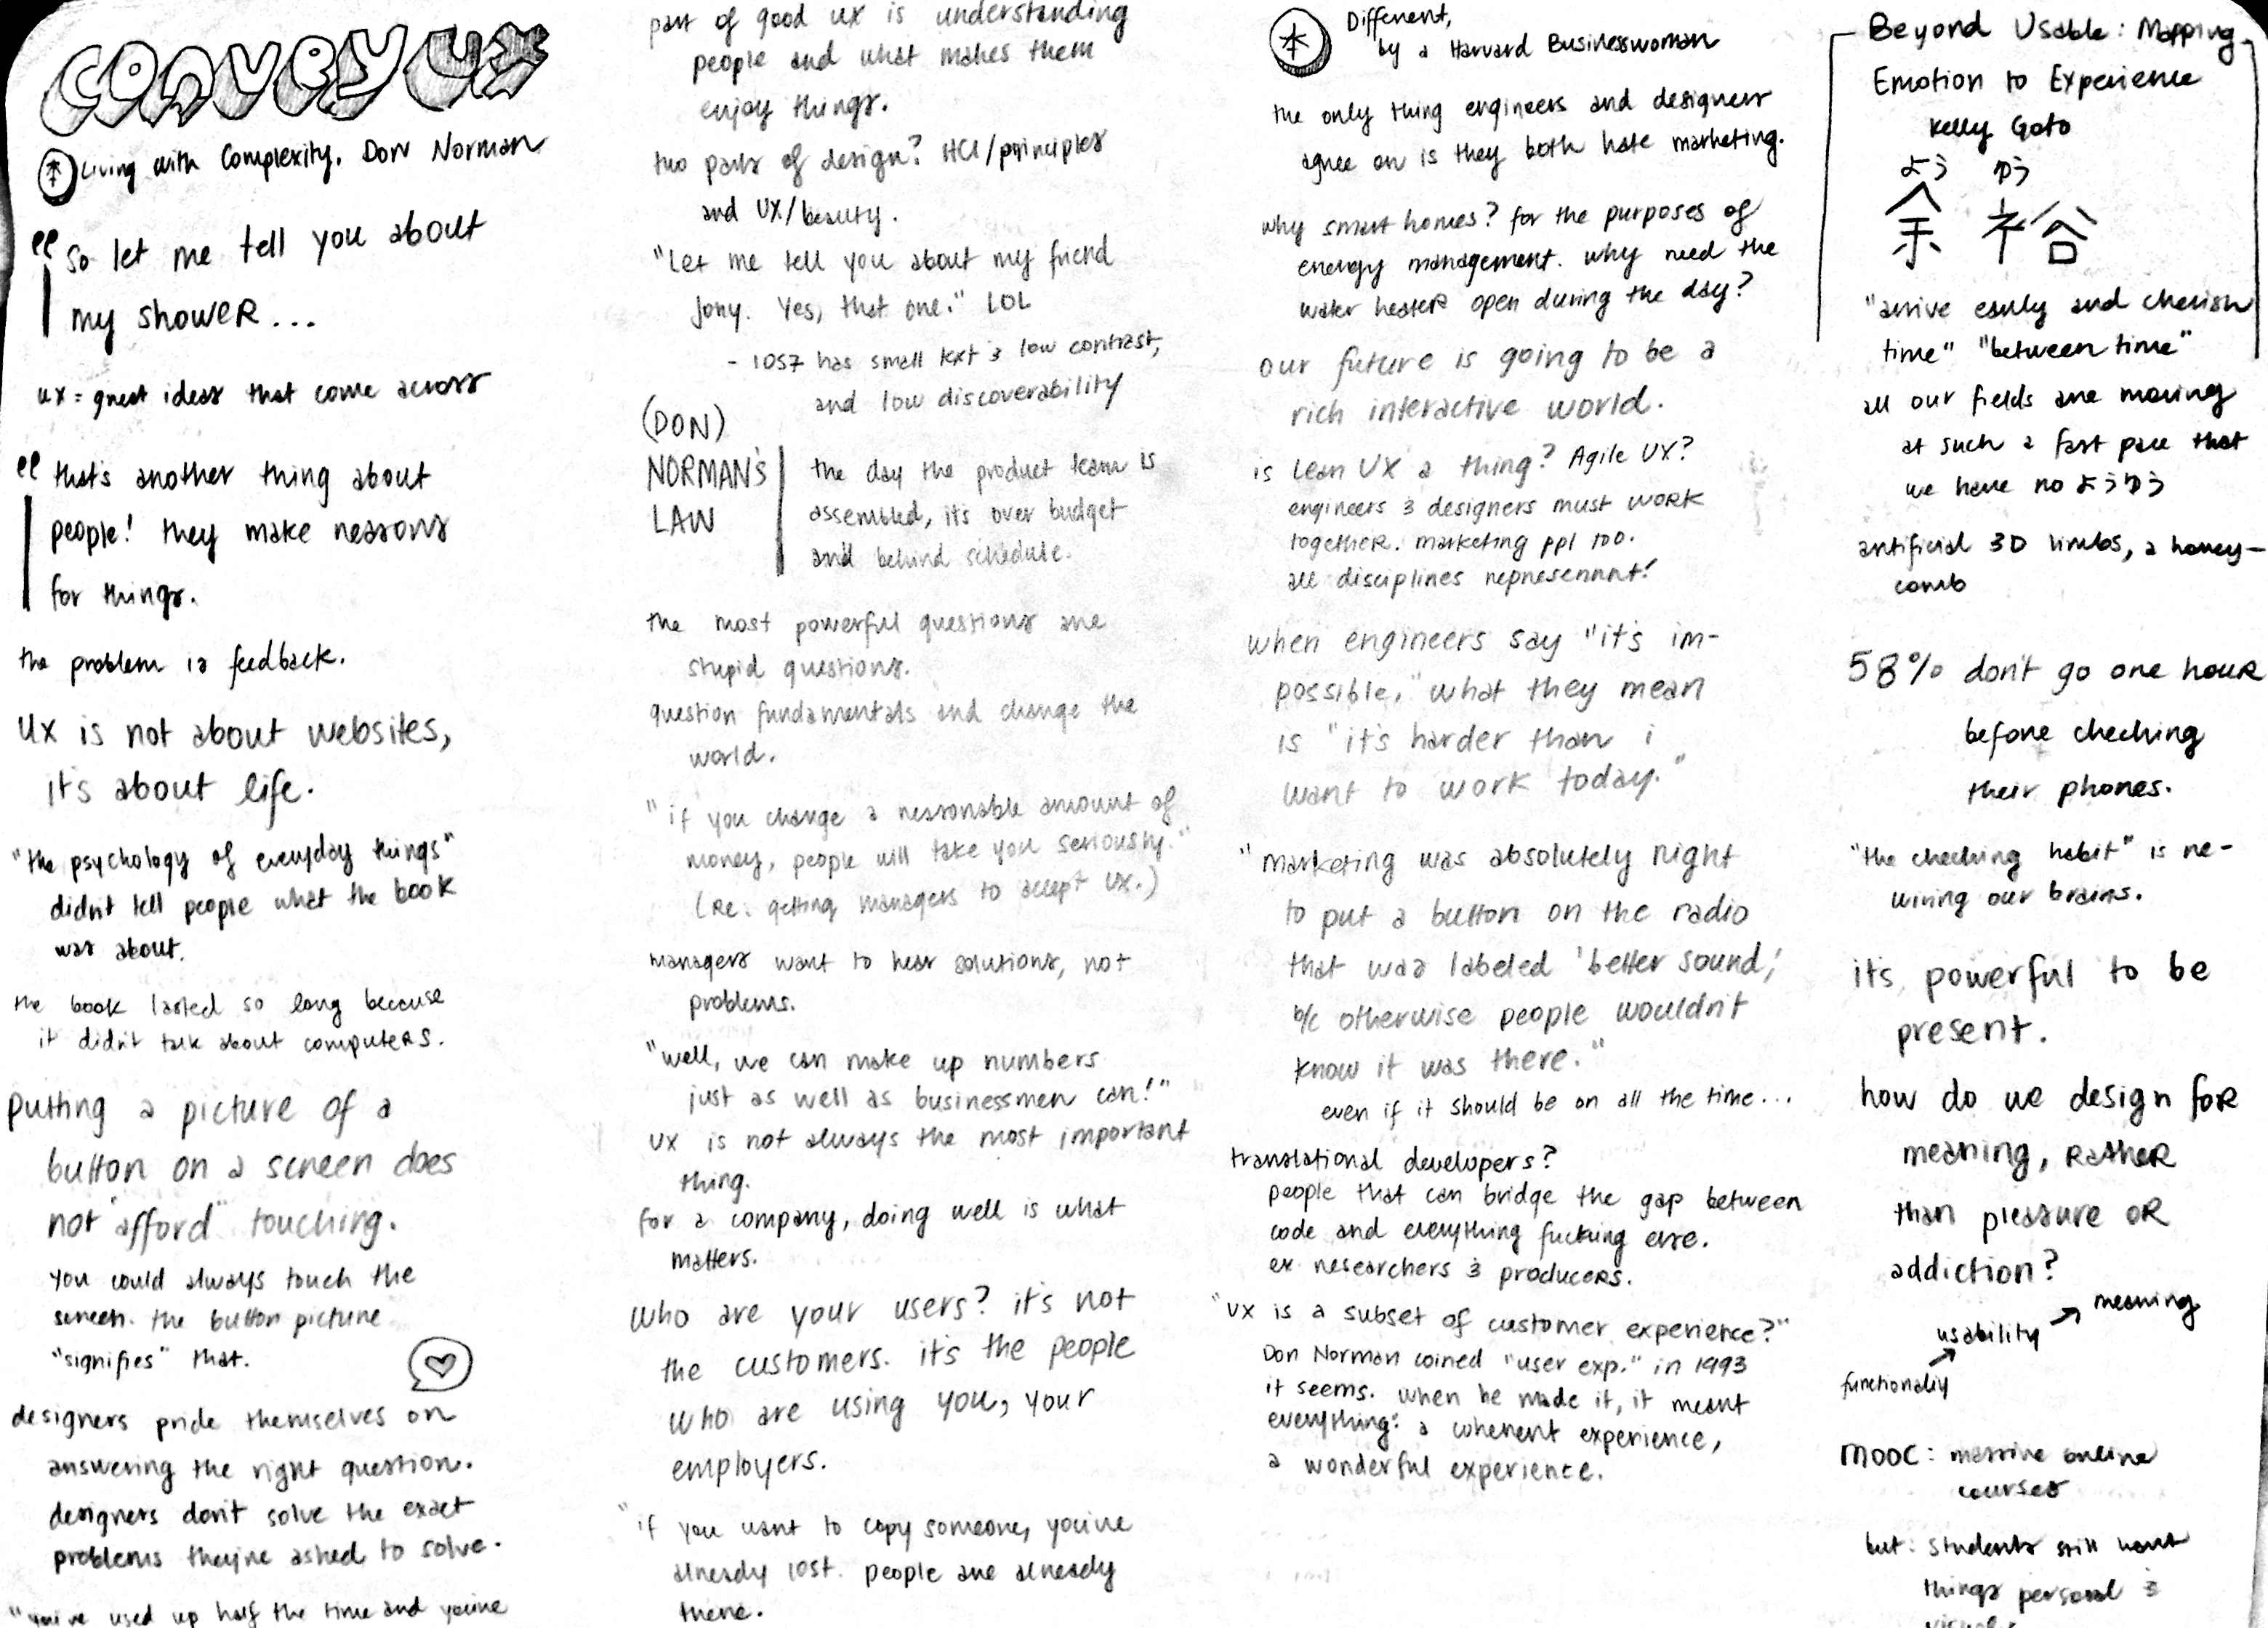 CONVEY UX
Living with Complexity. Don Norman
"So let me tell you about
my shower...
ux = great ideas that come across
"that's another thing about
people! they make reasons
for things.
the problem is feedback.
UX is not about websites,
it's about life.
"the psychology of everyday things"
didn't tell people what the book
was about.
the book lasted so long because
it didn't talk about computers.
putting a picture of a
button on a screen does
not "afford" touching.
you could always touch the
screen. the button picture
"signifies" that.
designers pride themselves on
answering the right question.
designers don't solve the exact
problems they're asked to solve.
"you've used up half the time and you've
part of good ux is understanding
people and what makes them
enjoy things.
two parts of design? HCI/principles
and UX/beauty.
"Let me tell you about my friend
Jony. Yes, that one." LOL
- iOS7 has small text & low contrast,
and low discoverability
(DON)
NORMAN'S
LAW
the day the product team is
assembled, it's over budget
and behind schedule.
the most powerful questions are
stupid questions.
question fundamentals and change the
world.
"if you charge a reasonable amount of
money, people will take you seriously."
(Re: getting managers to accept UX.)
managers want to hear solutions, not
problems.
"well, we can make up numbers
just as well as businessmen can!"
UX is not always the most important
thing.
for a company, doing well is what
matters.
who are your users? it's not
the customers. it's the people
who are using you, your
employers.
"if you want to copy someone, you've
already lost. people are already
there.
Different,
by a Harvard Businesswoman
the only thing engineers and designers
agree on is they both hate marketing.
why smart homes? for the purposes of
energy management. why need the
water heater open during the day?
our future is going to be a
rich interactive world.
is Lean UX a thing? Agile UX?
engineers & designers must work
together. marketing ppl too.
all disciplines representnt!
when engineers say "it's im-
possible," what they mean
is "it's harder than i
want to work today."
"marketing was absolutely right
to put a button on the radio
that was labeled 'better sound,'
b/c otherwise people wouldn't
know it was there."
even if it should be on all the time...
translational developers?
people that can bridge the gap between
code and everything fucking else.
ex researchers & producers.
"UX is a subset of customer experience?"
Don Norman coined "user exp." in 1993
it seems. when he made it, it meant
everything: a coherent experience,
a wonderful experience.
Beyond Usable: Mapping
Emotion to Experience
Kelly Goto
よう ゆう
余 裕
"arrive early and cherish
time" "between time"
all our fields are moving
at such a fast pace that
we have no ようゆう
artificial 3D limbs, a honey-
comb
58% don't go one hour
before checking
their phones.
"the checking habit" is re-
wiring our brains.
it's powerful to be
present.
how do we design for
meaning, rather
than pleasure or
addiction?
meaning
usability
functionality
MOOC: massive online
courses
but: students still want
things personal &
visual